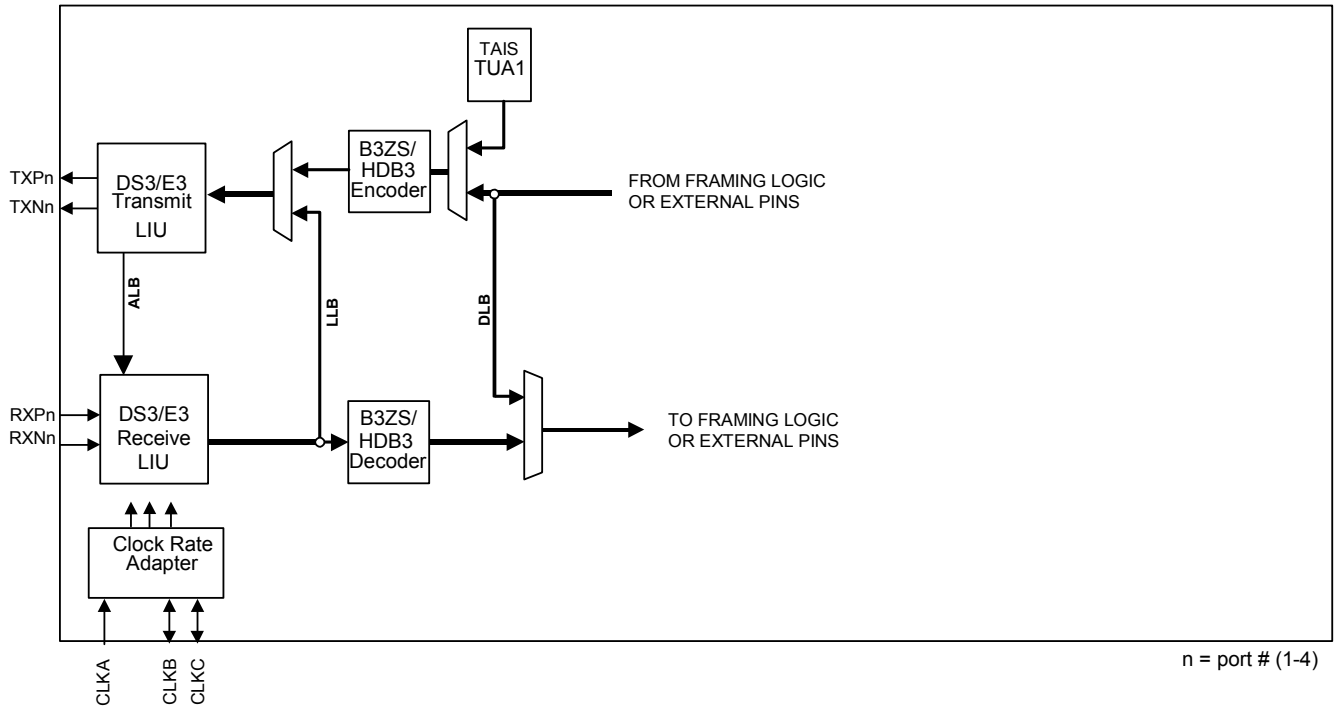 TAIS
TUA1
B3ZS/
HDB3
Encoder
DS3/E3
Transmit
LIU
TXPn
TXNn
FROM FRAMING LOGIC
OR EXTERNAL PINS
ALB
LLB
DLB
RXPn
RXNn
DS3/E3
Receive
LIU
B3ZS/
HDB3
Decoder
TO FRAMING LOGIC
OR EXTERNAL PINS
Clock Rate
Adapter
CLKA
CLKB
CLKC
n = port # (1-4)